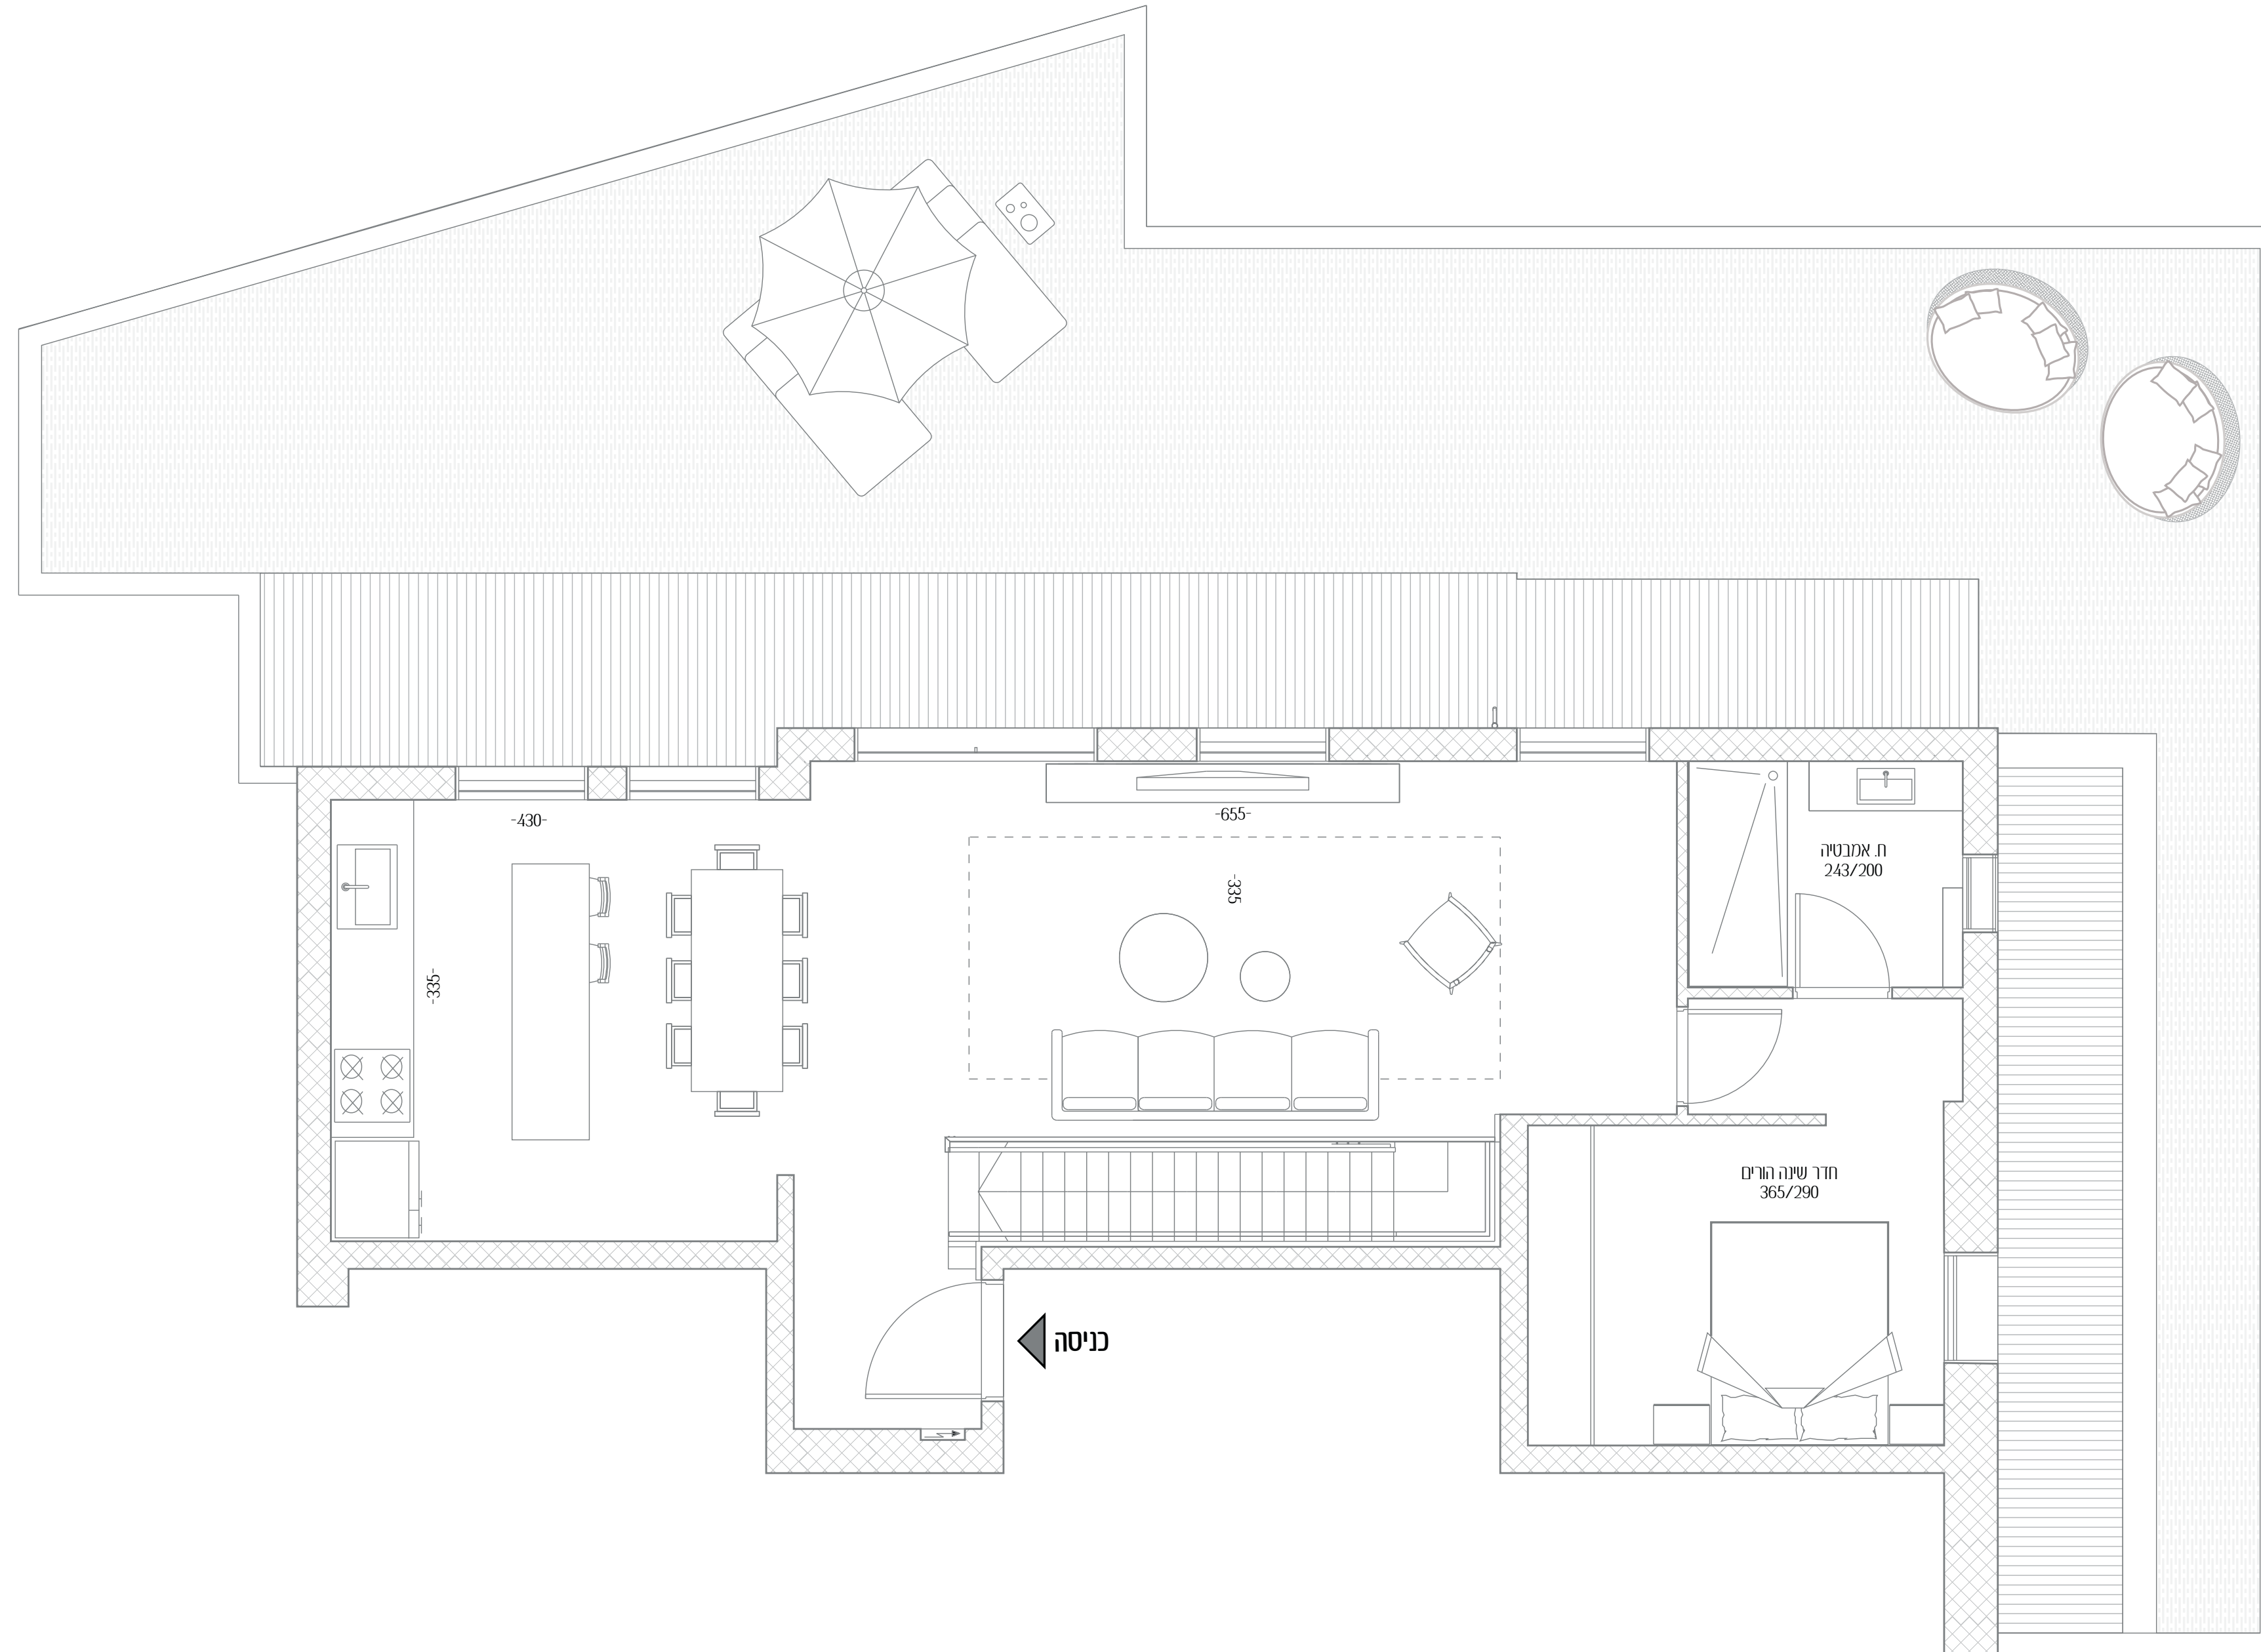 -430-
-655-
-335-
ח. אמבטיה
243/200
-335-
חדר שינה הורים
365/290
כניסה